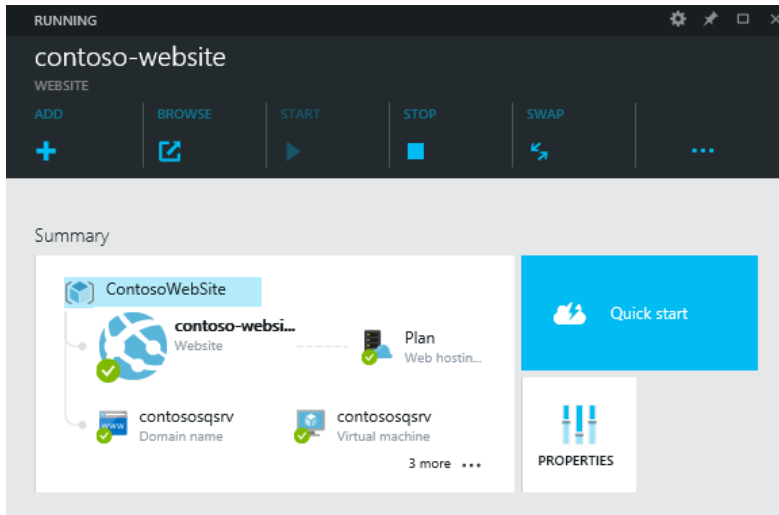 RUNNING
contoso-website
WEBSITE
ADD BROWSE START STOP SWAP
Summary
ContosoWebSite
contoso-websi...
Website
Plan
Web hostin...
Quick start
www
contososqsrv
Domain name
contososqsrv
Virtual machine
3 more
PROPERTIES